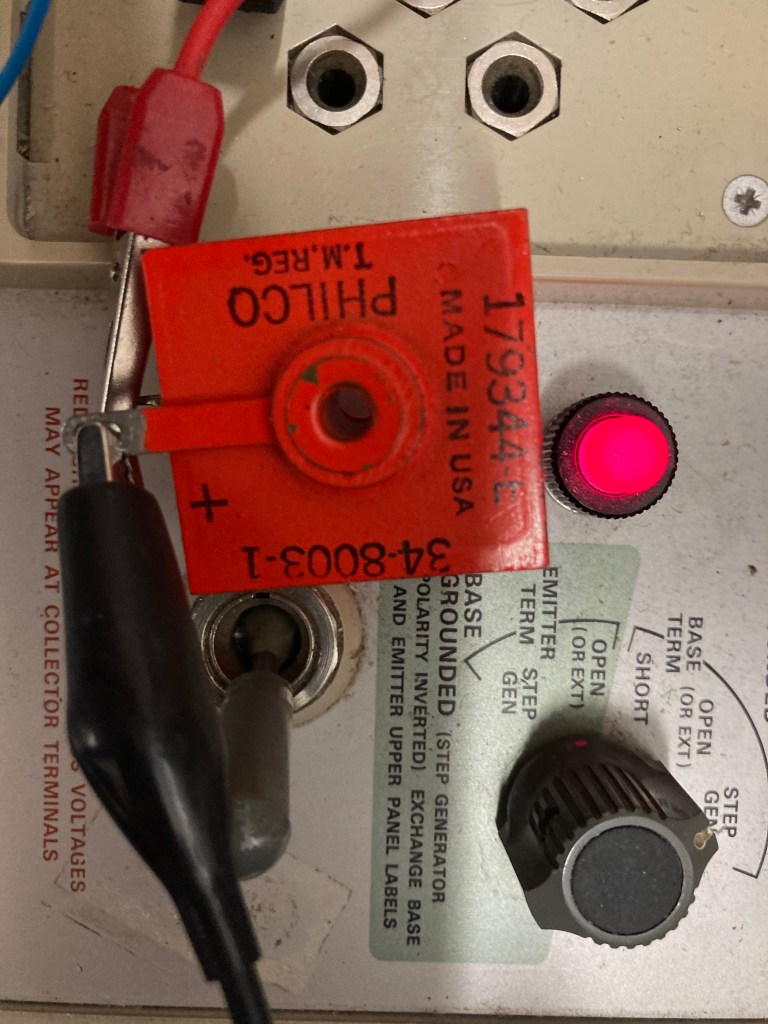 PHILCO
T.M.REG.
MADE IN USA
179344-E
+
34-8003-1
MAY APPEAR AT COLLECTOR TERMINALS
VOLTAGES
EMITTER
TERM
BASE
GROUNDED (STEP GENERATOR
POLARITY INVERTED) EXCHANGE BASE
AND EMITTER UPPER PANEL LABELS
OPEN
(OR EXT)
STEP
GEN
BASE
TERM
SHORT
OPEN
(OR EXT)
STEP
GEN